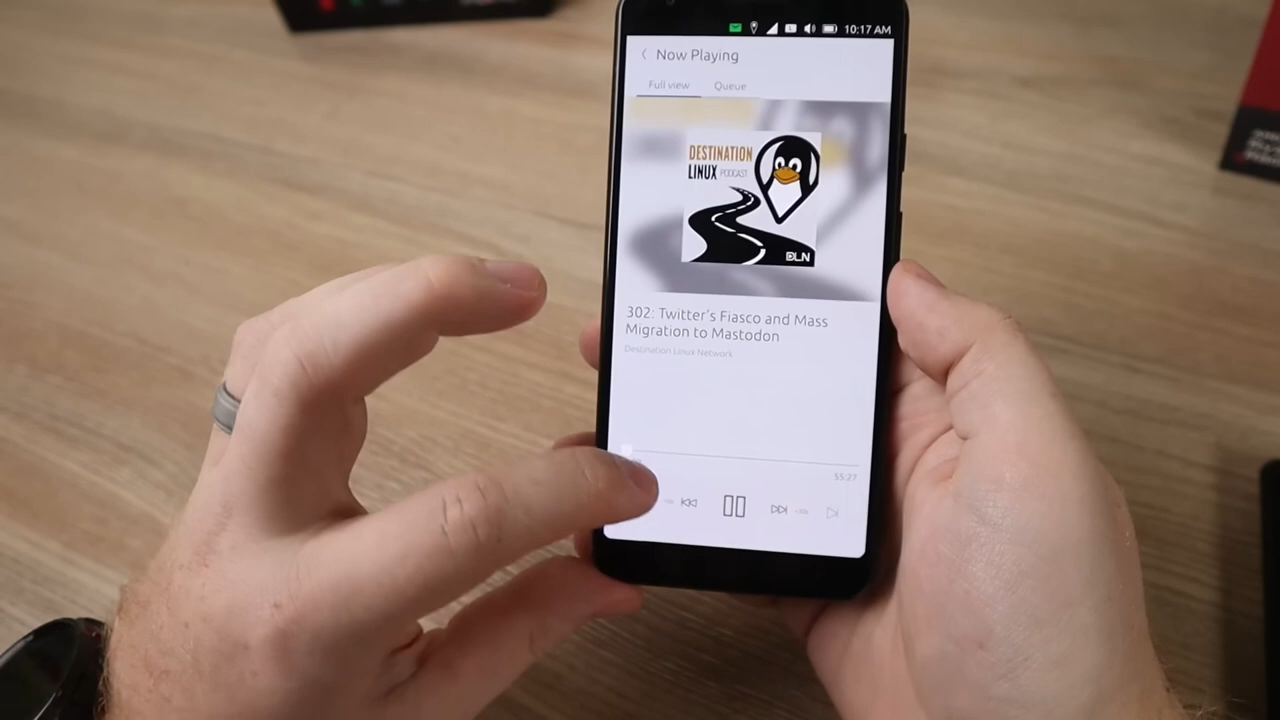 10:17 AM
Now Playing
Full view Queue
DESTINATION
LINUX PODCAST
DLN
302: Twitter's Fiasco and Mass
Migration to Mastodon
Destination Linux Network
55:27